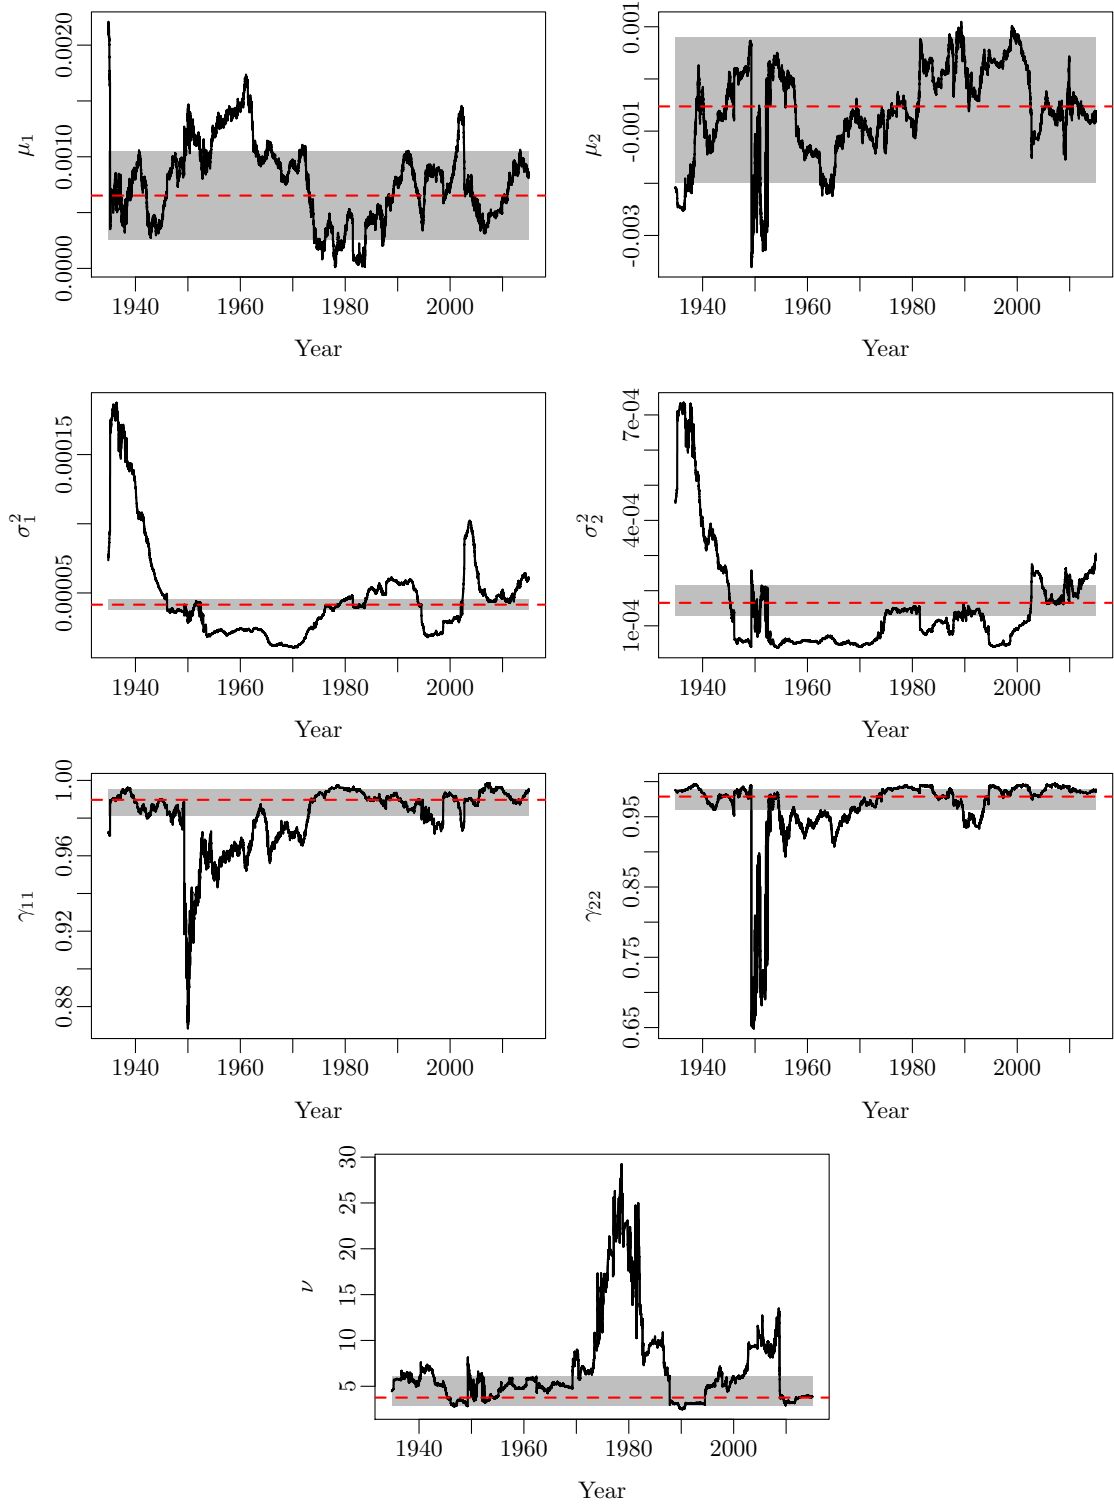 0.0020
0.0010
0.0000
μ₁
1940 1960 1980 2000
Year
0.001
-0.001
-0.003
μ₂
1940 1960 1980 2000
Year
0.00015
0.00005
σ₁²
1940 1960 1980 2000
Year
7e-04
4e-04
1e-04
σ₂²
1940 1960 1980 2000
Year
1.00
0.96
0.92
0.88
γ₁₁
1940 1960 1980 2000
Year
0.95
0.85
0.75
0.65
γ₂₂
1940 1960 1980 2000
Year
30
25
20
15
10
5
ν
1940 1960 1980 2000
Year